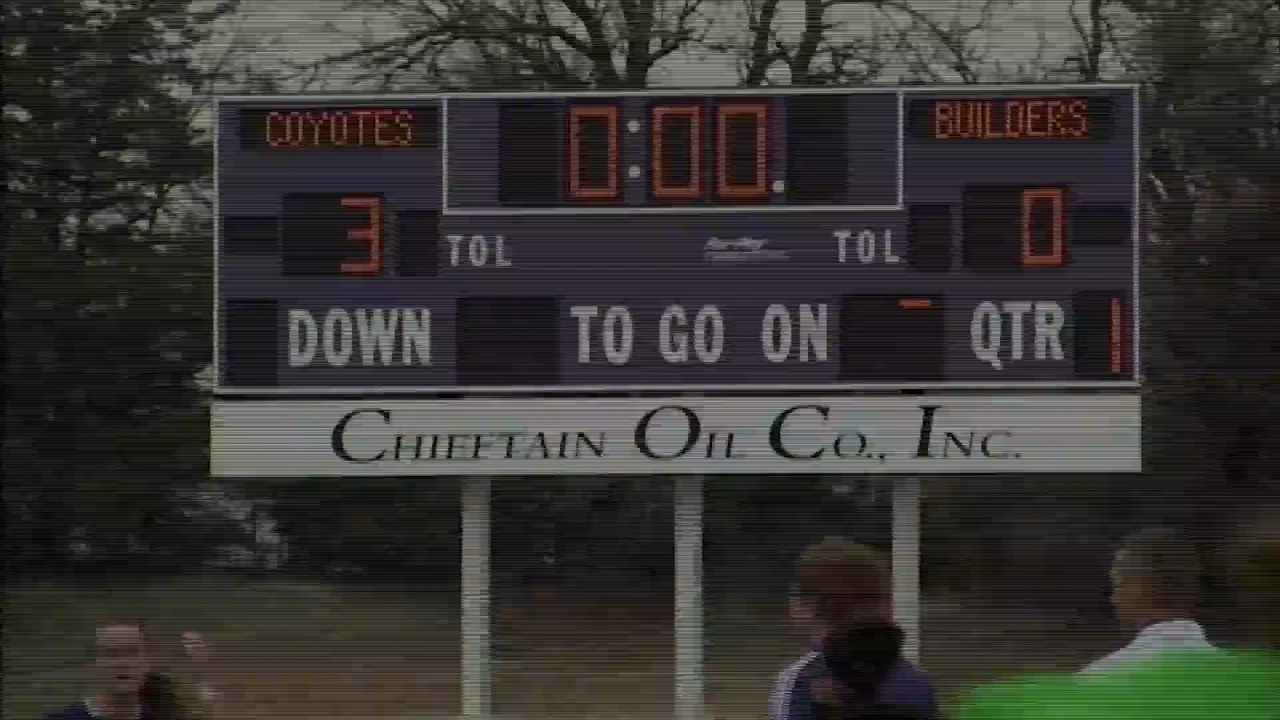 COYOTES 0:00. BUILDERS
3 TOL TOL 0
DOWN TO GO ON QTR 1
CHIEFTAIN OIL CO., INC.